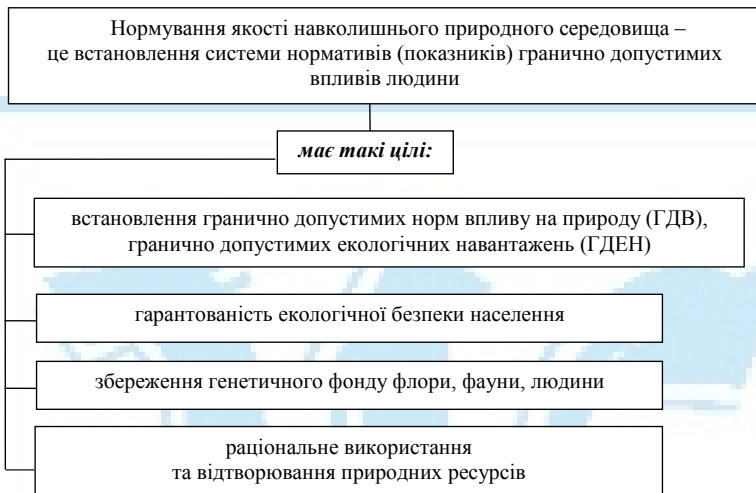 Нормування якості навколишнього природного середовища –
це встановлення системи нормативів (показників) гранично допустимих
впливів людини
має такі цілі:
встановлення гранично допустимих норм впливу на природу (ГДВ),
гранично допустимих екологічних навантажень (ГДЕН)
гарантованість екологічної безпеки населення
збереження генетичного фонду флори, фауни, людини
раціональне використання
та відтворювання природних ресурсів